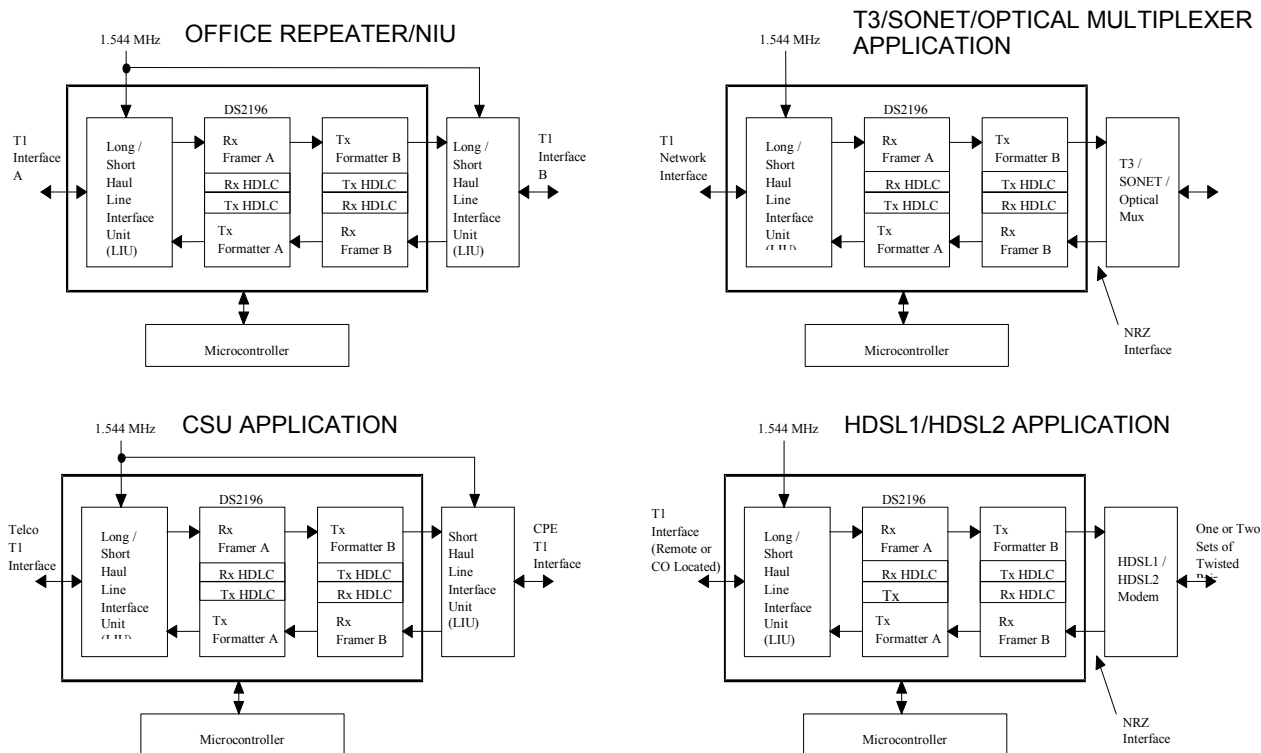 OFFICE REPEATER/NIU
1.544 MHz
DS2196
T1
Interface
A
Long /
Short
Haul
Line
Interface
Unit
(LIU)
Rx
Framer A
Rx HDLC
Tx HDLC
Tx
Formatter A
Tx
Formatter B
Tx HDLC
Rx HDLC
Rx
Framer B
Long /
Short
Haul
Line
Interface
Unit
(LIU)
T1
Interface
B
Microcontroller
T3/SONET/OPTICAL MULTIPLEXER
APPLICATION
1.544 MHz
DS2196
T1
Network
Interface
Long /
Short
Haul
Line
Interface
Unit
(LIU)
Rx
Framer A
Rx HDLC
Tx HDLC
Tx
Formatter A
Tx
Formatter B
Tx HDLC
Rx HDLC
Rx
Framer B
T3 /
SONET /
Optical
Mux
NRZ
Interface
Microcontroller
CSU APPLICATION
1.544 MHz
DS2196
Telco
T1
Interface
Long /
Short
Haul
Line
Interface
Unit
(LIU)
Rx
Framer A
Rx HDLC
Tx HDLC
Tx
Formatter A
Tx
Formatter B
Tx HDLC
Rx HDLC
Rx
Framer B
Short
Haul
Line
Interface
Unit
(LIU)
CPE
T1
Interface
Microcontroller
HDSL1/HDSL2 APPLICATION
1.544 MHz
DS2196
T1
Interface
(Remote or
CO Located)
Long /
Short
Haul
Line
Interface
Unit
(LIU)
Rx
Framer A
Rx HDLC
Tx
Tx
Formatter A
Tx
Formatter B
Tx HDLC
Rx HDLC
Rx
Framer B
HDSL1 /
HDSL2
Modem
One or Two
Sets of
Twisted
NRZ
Interface
Microcontroller